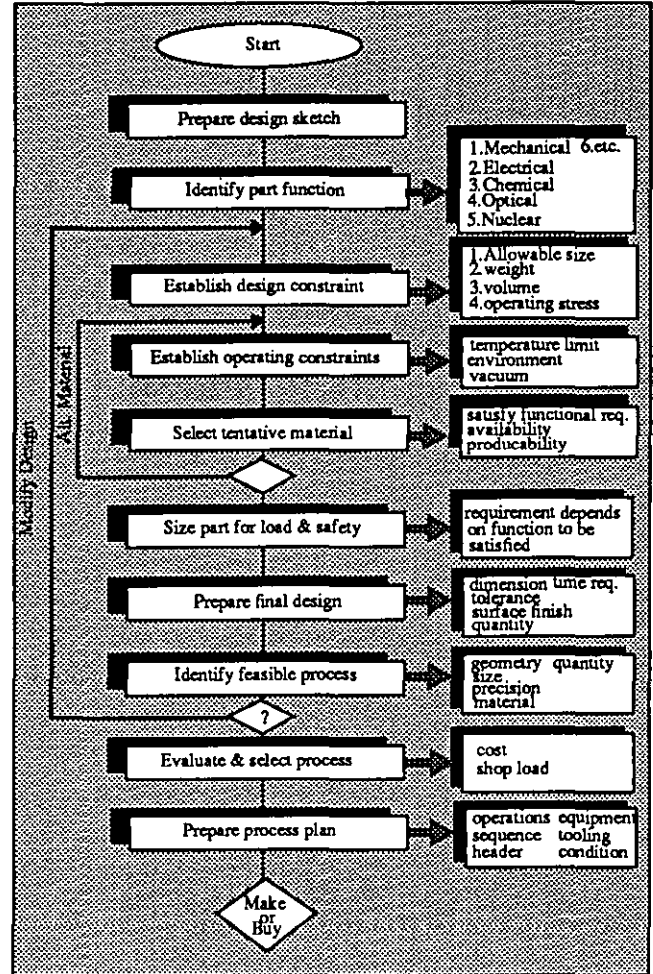 Start
Prepare design sketch
Identify part function
1.Mechanical 6.etc.
2.Electrical
3.Chemical
4.Optical
5.Nuclear
Establish design constraint
1.Allowable size
2.weight
3.volume
4.operating stress
Establish operating constraints
temperature limit
environment
vacuum
Select tentative material
satisfy functional req.
availability
producability
Modify Design
Alt. Material
Size part for load & safety
requirement depends
on function to be
satisfied
Prepare final design
dimension time req.
tolerance
surface finish
quantity
Identify feasible process
geometry quantity
size
precision
material
?
Evaluate & select process
cost
shop load
Prepare process plan
operations equipment
sequence tooling
header condition
Make
or
Buy